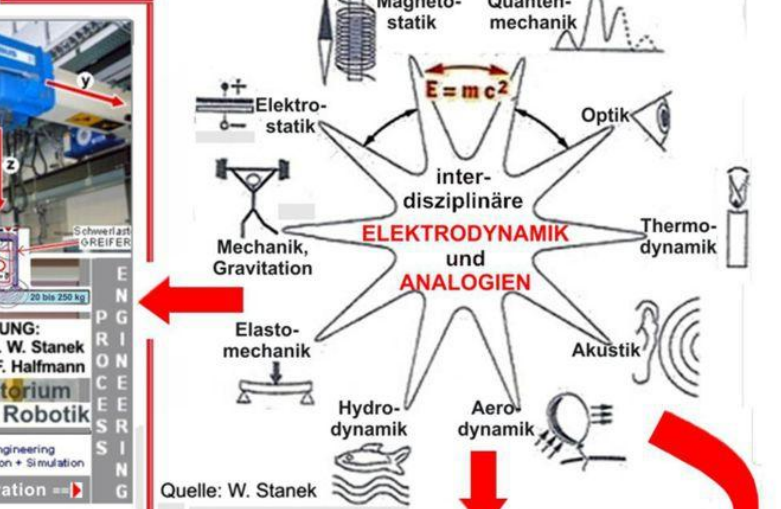 y
z
Schwerlast
GREIFER
20 bis 250 kg
UNG:
W. Stanek
F. Halfmann
torium
Robotik
ngineering
on + Simulation
ation ==
PROCESS
ENGINEERING
Magneto-
statik
Quanten-
mechanik
E = mc²
Elektro-
statik
Optik
inter-
disziplinäre
ELEKTRODYNAMIK
und
ANALOGIEN
Mechanik,
Gravitation
Thermo-
dynamik
Elasto-
mechanik
Akustik
Hydro-
dynamik
Aero-
dynamik
Quelle: W. Stanek